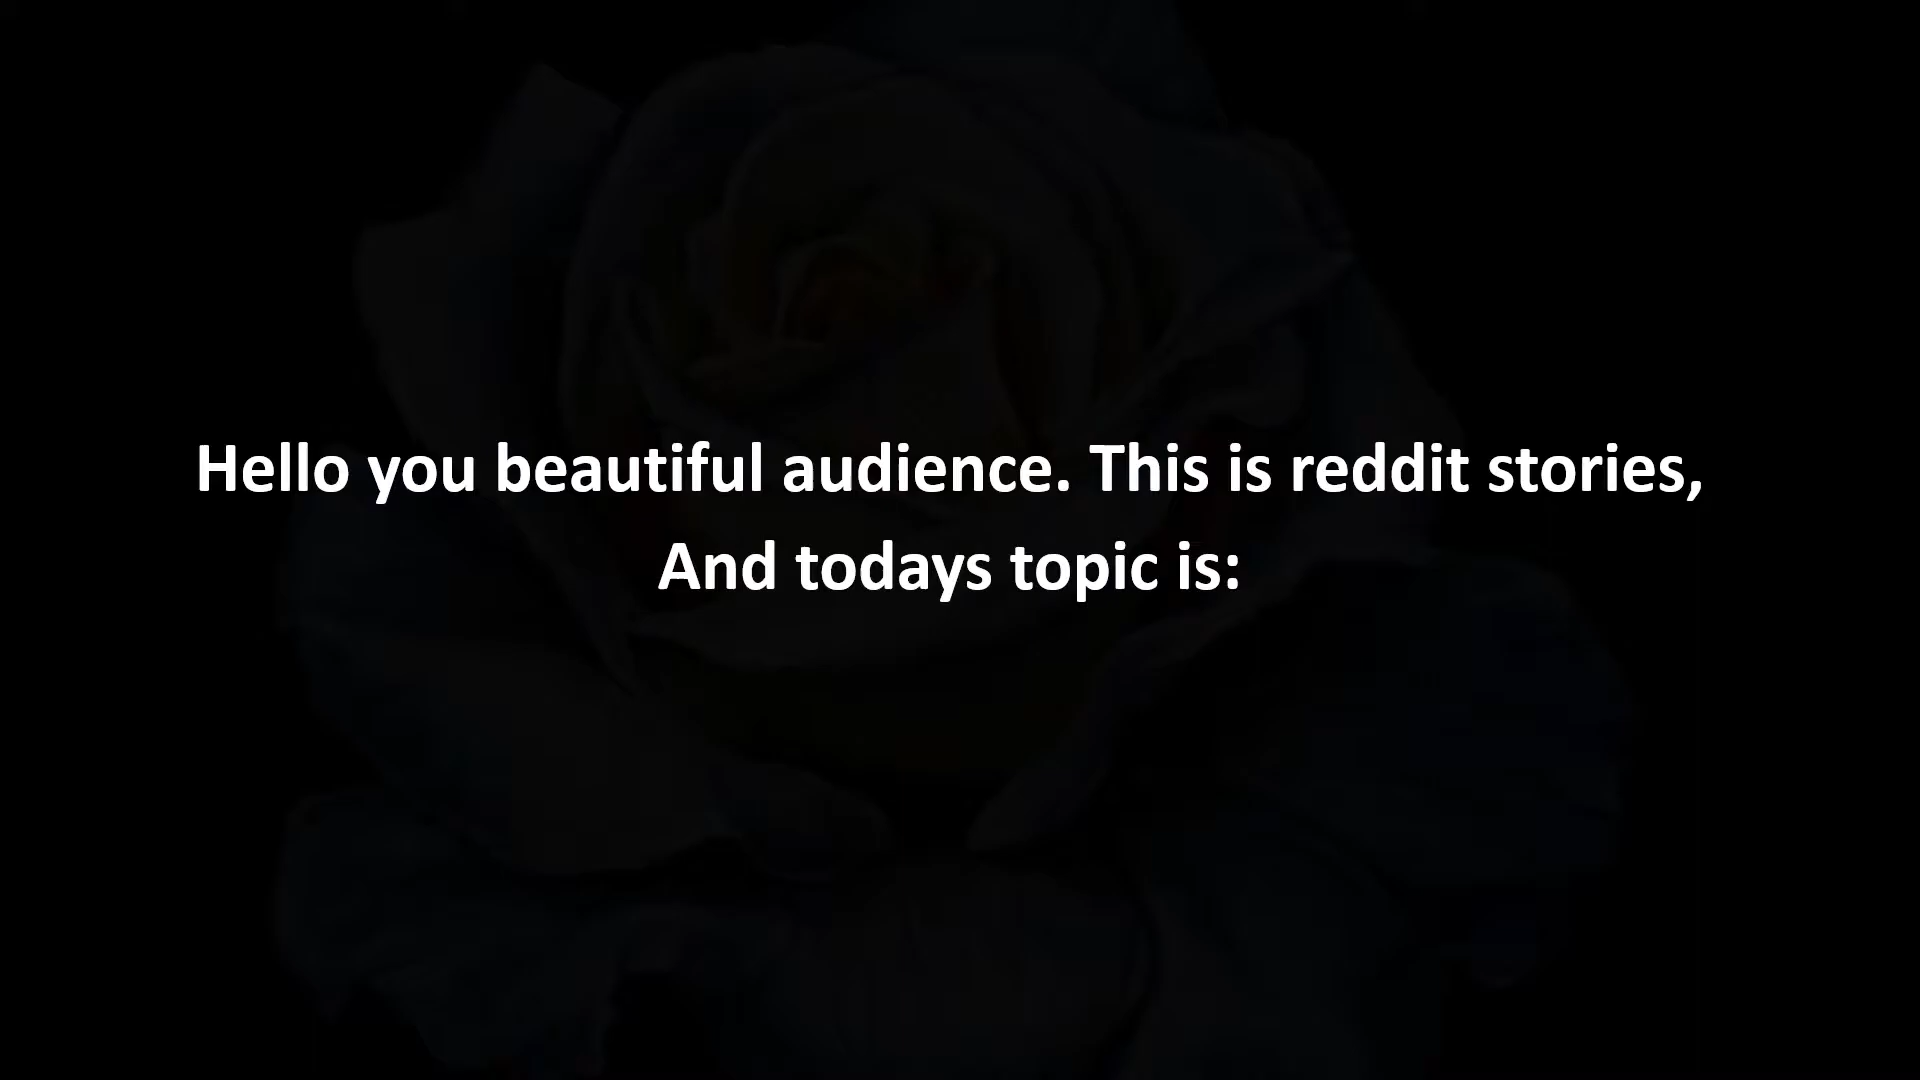 Hello you beautiful audience. This is reddit stories,
And todays topic is: